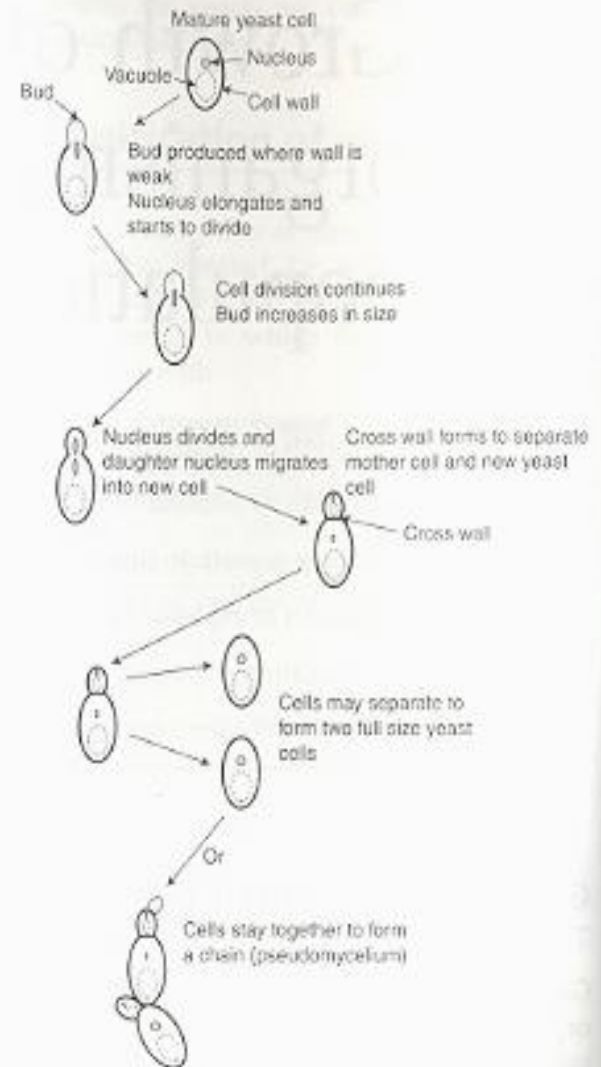 Mature yeast cell
Nucleus
Vacuole
Cell wall
Bud
Bud produced where wall is
weak
Nucleus elongates and
starts to divide
Cell division continues
Bud increases in size
Nucleus divides and
daughter nucleus migrates
into new cell
Cross wall forms to separate
mother cell and new yeast
cell
Cross wall
Cells may separate to
form two full size yeast
cells
Or
Cells stay together to form
a chain (pseudomycelium)